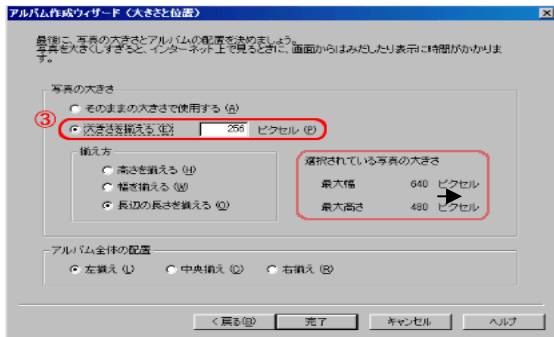 アルバム作成ウィザード（大きさと位置）
最後に、写真の大きさとアルバムの配置を決めましょう。
写真を大きくしすぎると、インターネット上で見るときに、画面からはみだしたり表示に時間がかかります。
写真の大きさ
そのままの大きさで使用する (A)
③
大きさを揃える(E) 256 ピクセル (P)
揃え方
高さを揃える (H)
幅を揃える (W)
長辺の長さを揃える (O)
選択されている写真の大きさ
最大幅 640 ピクセル
最大高さ 480 ピクセル
アルバム全体の配置
左揃え (L) 中央揃え (C) 右揃え (R)
< 戻る(B) 完了 キャンセル ヘルプ